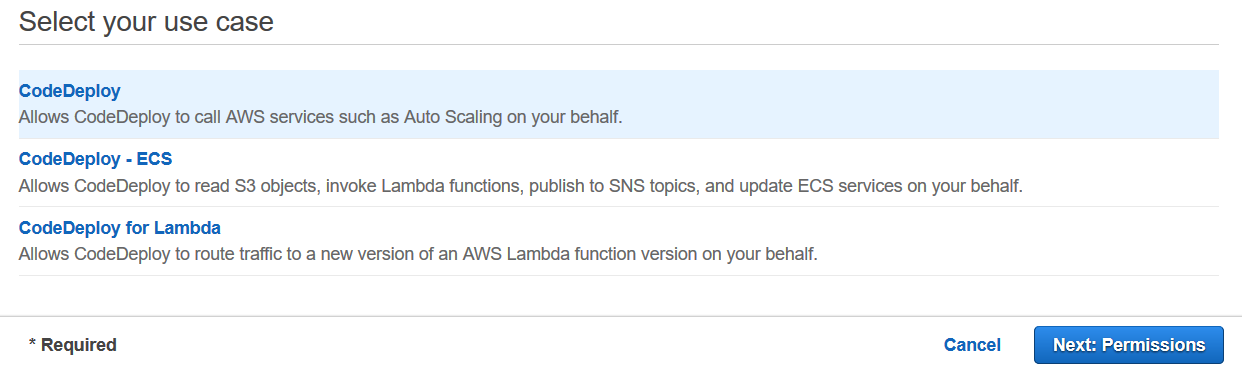 Select your use case
CodeDeploy
Allows CodeDeploy to call AWS services such as Auto Scaling on your behalf.
CodeDeploy - ECS
Allows CodeDeploy to read S3 objects, invoke Lambda functions, publish to SNS topics, and update ECS services on your behalf.
CodeDeploy for Lambda
Allows CodeDeploy to route traffic to a new version of an AWS Lambda function version on your behalf.
* Required
Cancel
Next: Permissions